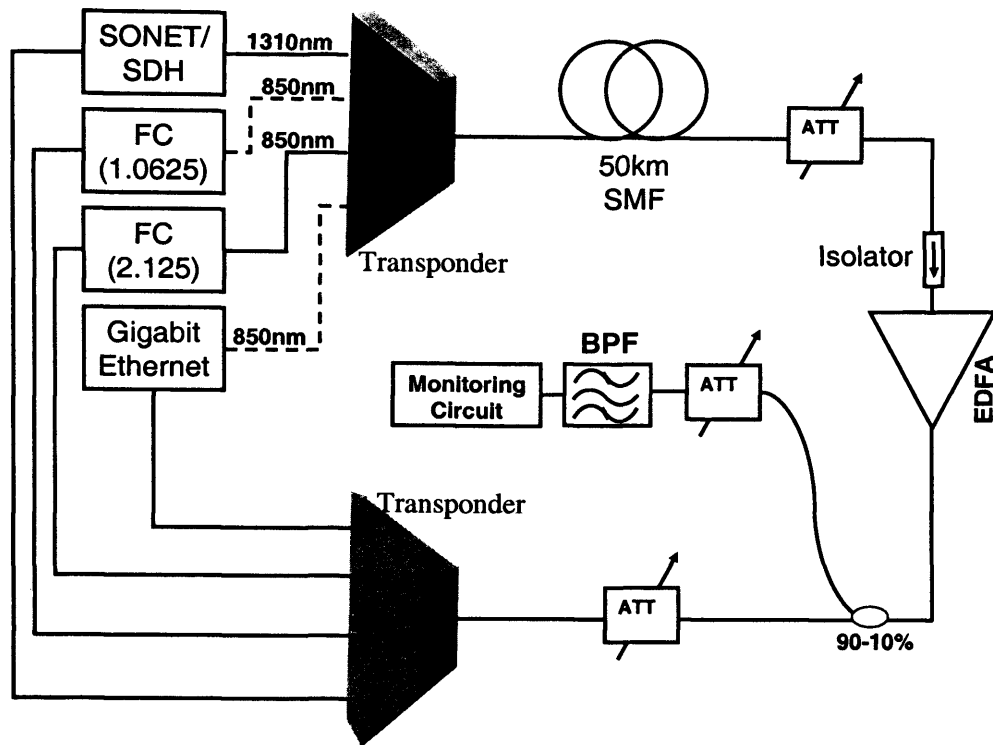 SONET/
SDH
1310nm
850nm
FC
(1.0625)
850nm
FC
(2.125)
Gigabit
Ethernet
850nm
Transponder
50km
SMF
ATT
Isolator
EDFA
BPF
Monitoring
Circuit
ATT
Transponder
ATT
90-10%